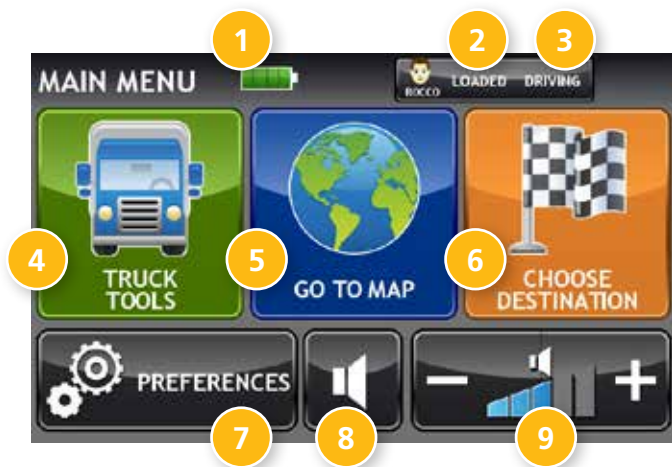 1
2
3
MAIN MENU
ROCCO LOADED DRIVING
4
5
6
TRUCK
TOOLS
GO TO MAP
CHOOSE
DESTINATION
PREFERENCES
7
8
9